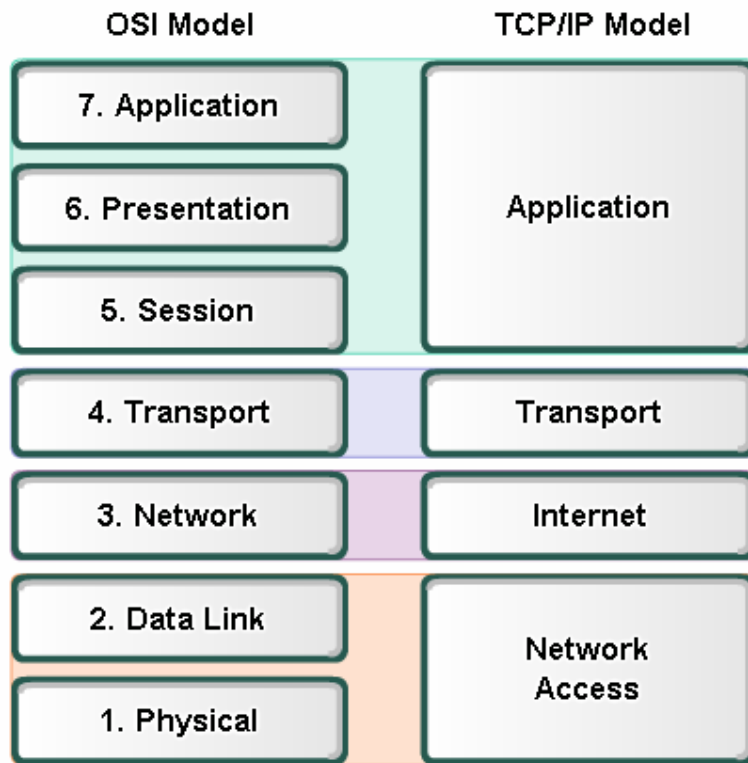 OSI Model
TCP/IP Model
7. Application
6. Presentation
5. Session
4. Transport
3. Network
2. Data Link
1. Physical
Application
Transport
Internet
Network
Access